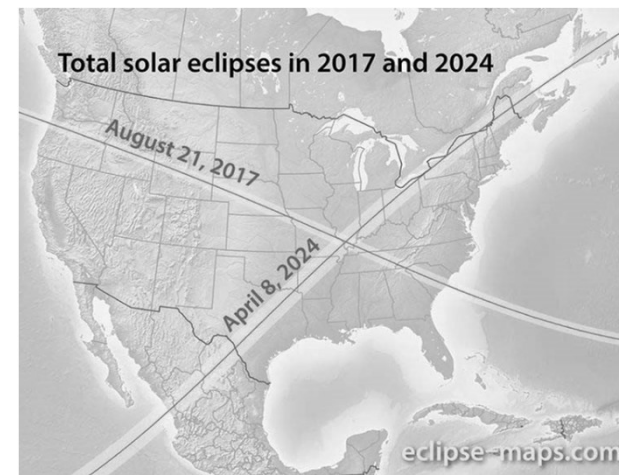 Total solar eclipses in 2017 and 2024
August 21, 2017
April 8, 2024
eclipse-maps.com